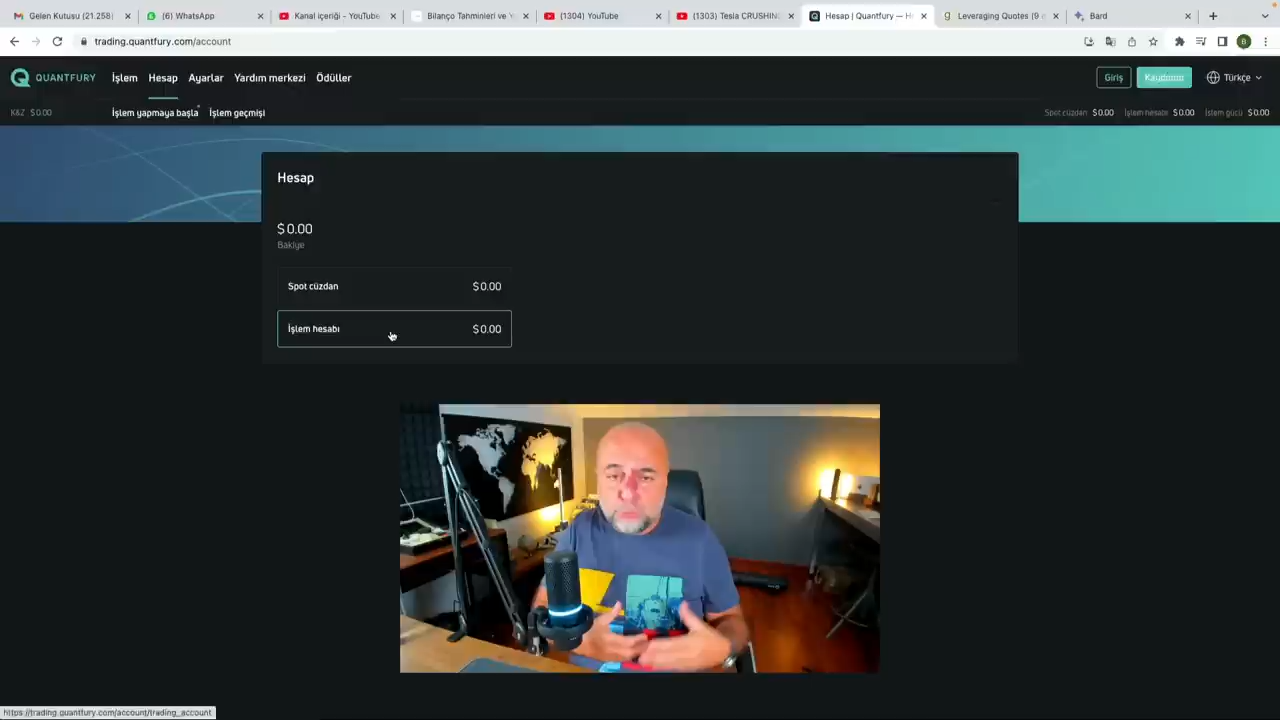 Gelen Kutusu (21.258)
(6) WhatsApp
Kanal içeriği - YouTube
Bilanço Tahminleri ve Y
(1304) YouTube
(1303) Tesla CRUSHIN
Hesap | Quantfury — H
Leveraging Quotes (9
Bard
trading.quantfury.com/account
B
QUANTFURY
İşlem Hesap Ayarlar Yardım merkezi Ödüller
Giriş
Kaydolun
Türkçe
K&Z $0.00
İşlem yapmaya başla İşlem geçmişi
Spot cüzdan $0.00 İşlem hesabı $0.00 İşlem gücü $0.00
Hesap
$0.00
Bakiye
Spot cüzdan $0.00
İşlem hesabı $0.00
https://trading.quantfury.com/account/trading_account